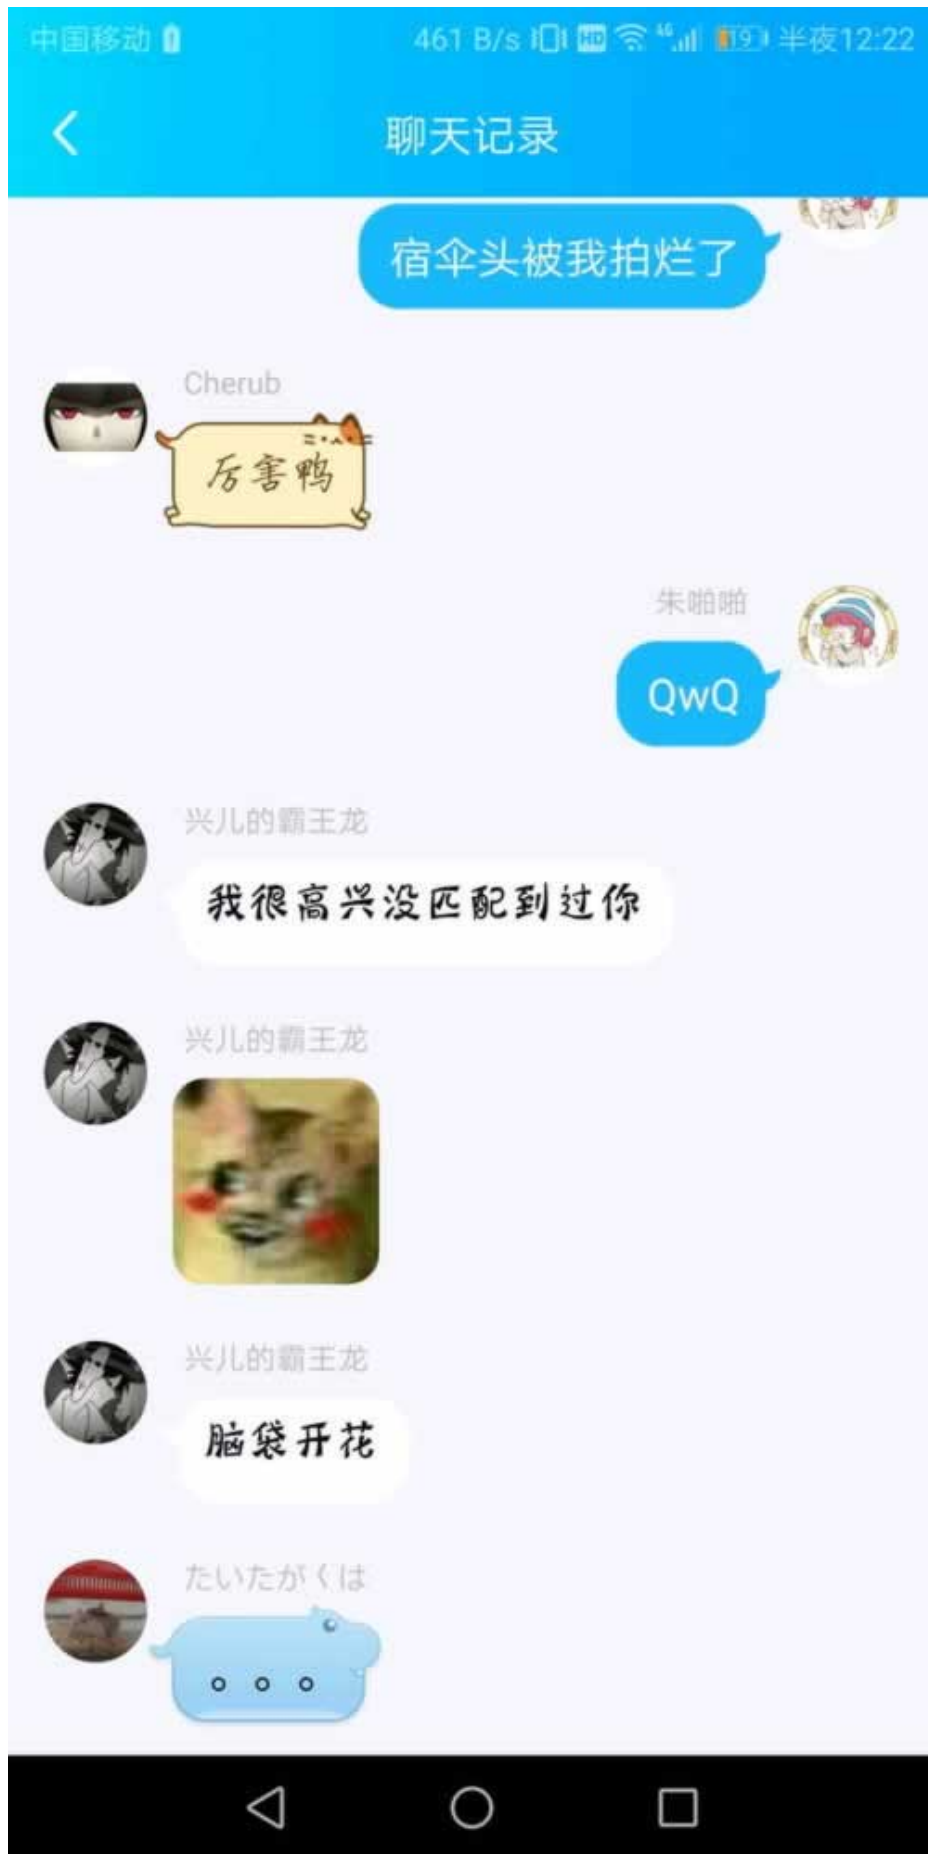 中国移动 461 B/s HD 4G 19 半夜12:22
聊天记录
宿伞头被我拍烂了
Cherub
厉害鸭
朱啪啪
QwQ
兴儿的霸王龙
我很高兴没匹配到过你
兴儿的霸王龙
兴儿的霸王龙
脑袋开花
たいたがくは
。。。